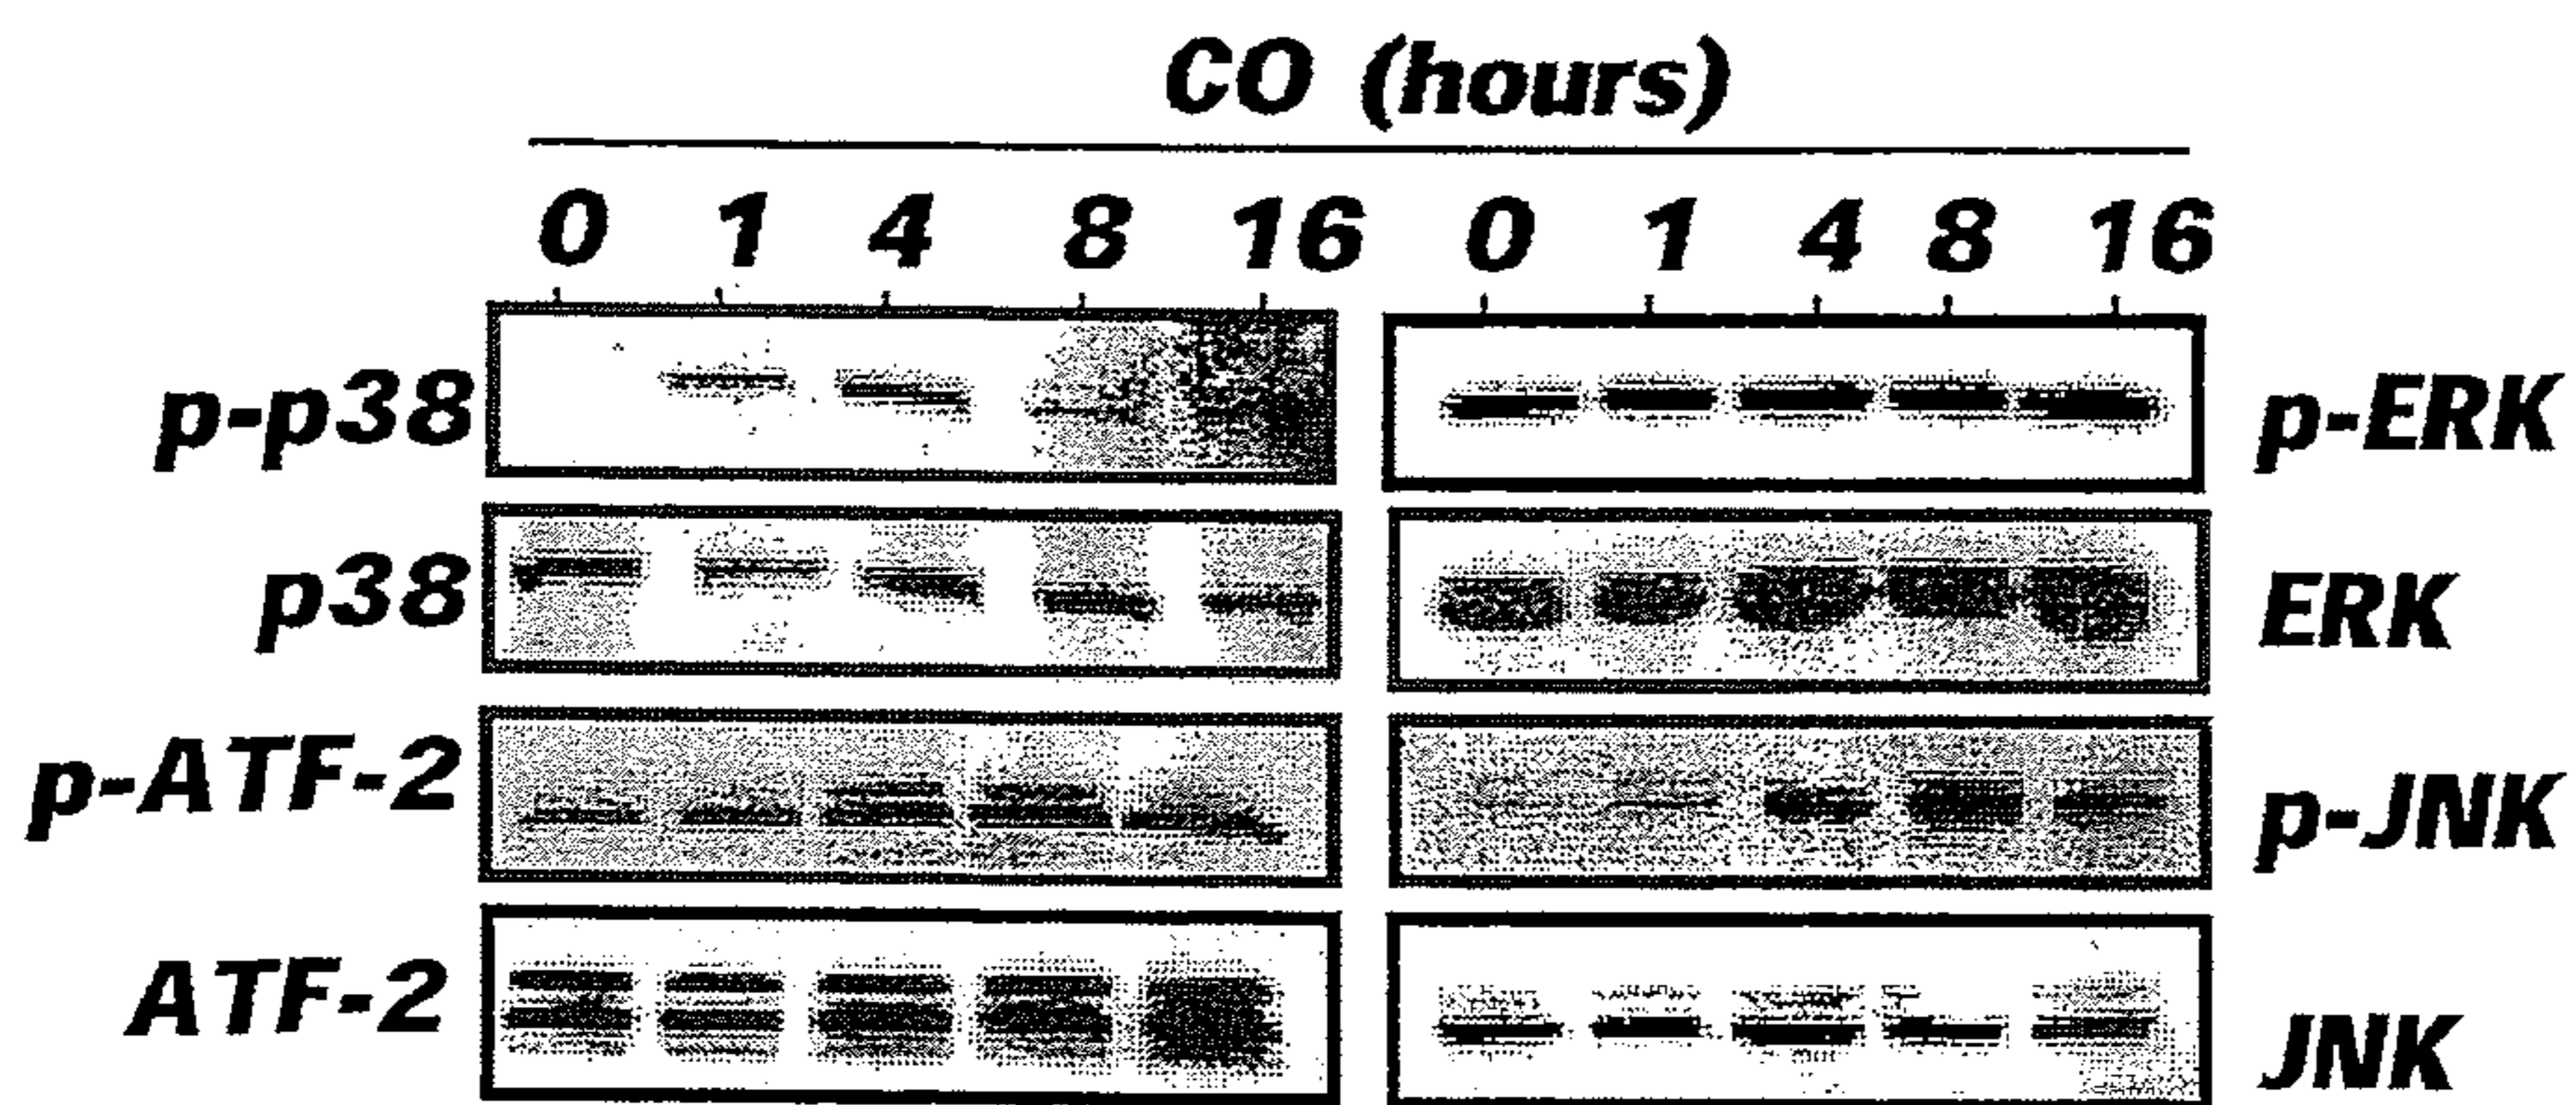 CO (hours)
0 1 4 8 16 0 1 4 8 16
p-p38 p-ERK
p38 ERK
p-ATF-2 p-JNK
ATF-2 JNK